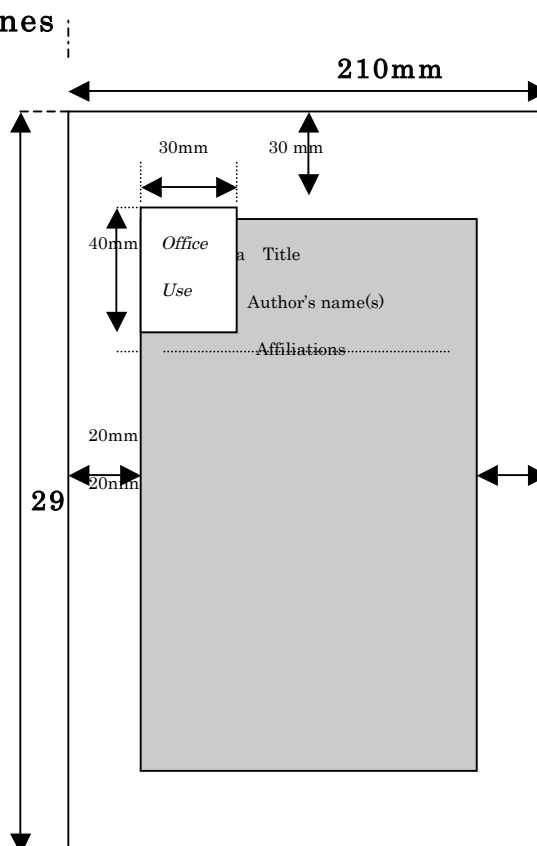 nes
210mm
30mm 30 mm
40mm Office a Title
Use Author's name(s)
Affiliations
20mm
20mm
29